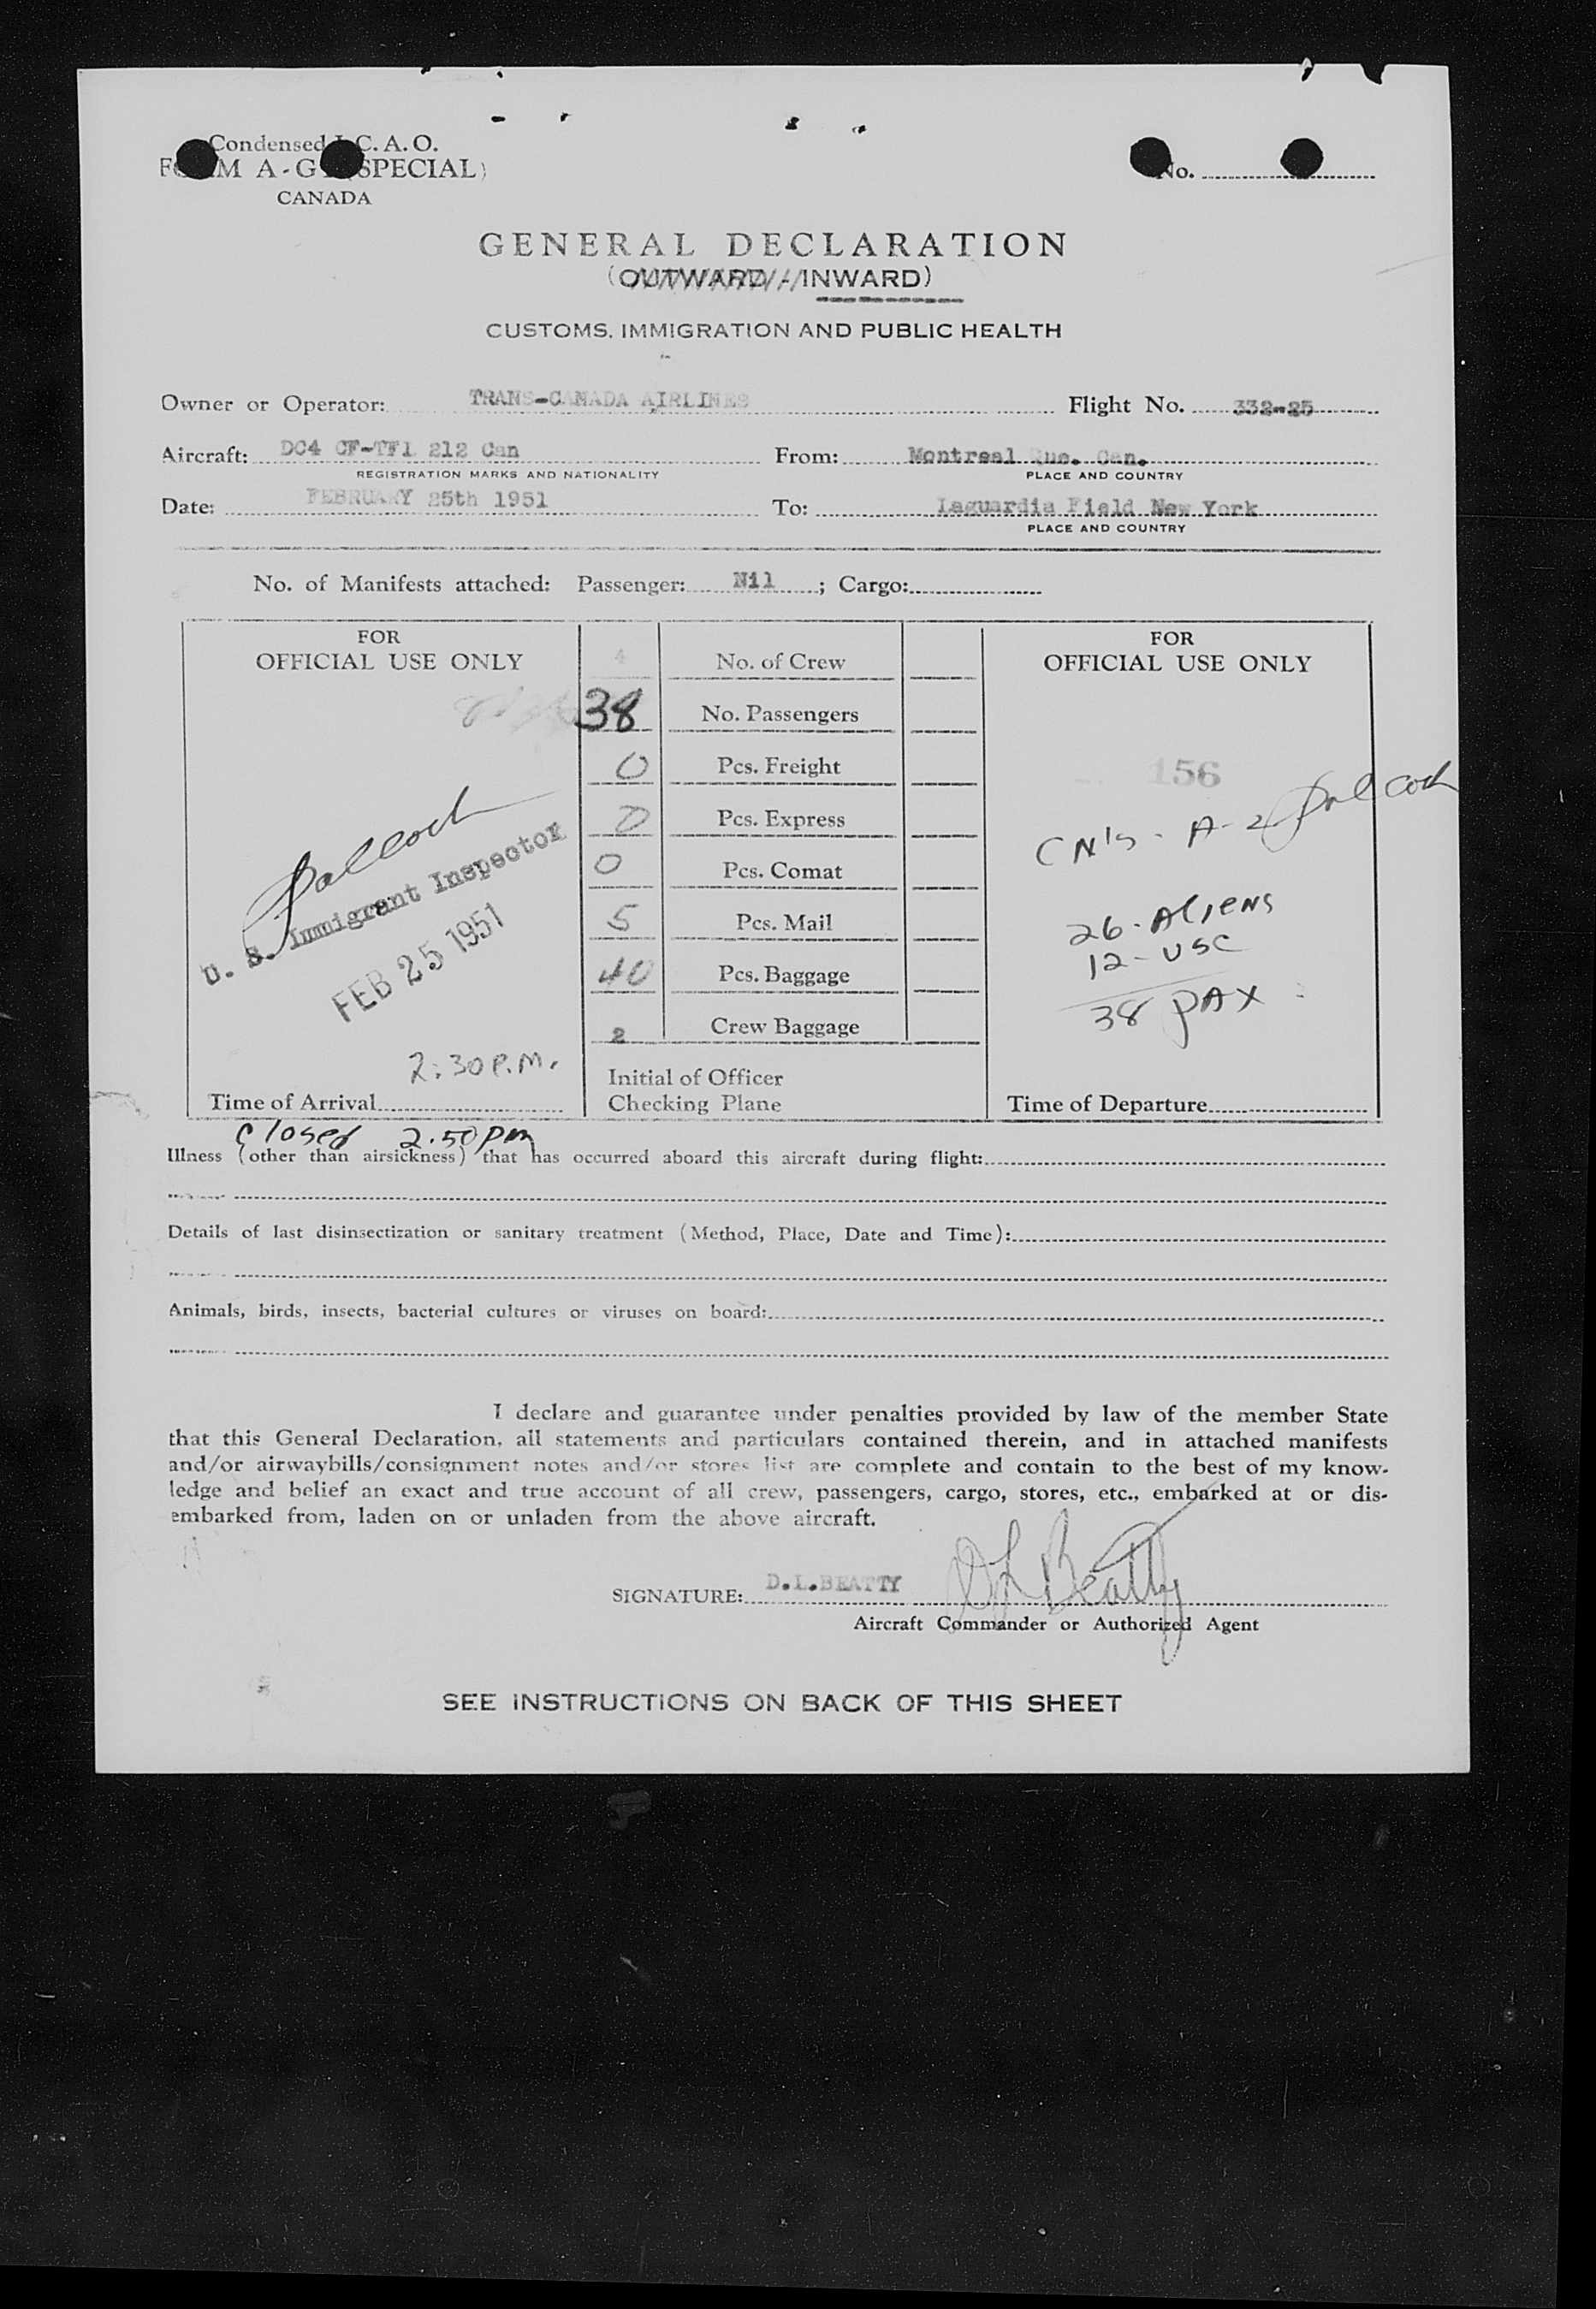 Condensed I. C. A. O.
FORM A-G (SPECIAL)
CANADA
No.
GENERAL DECLARATION
(OUTWARD - INWARD)
CUSTOMS, IMMIGRATION AND PUBLIC HEALTH
Owner or Operator: TRANS-CANADA AIRLINES Flight No. 332-25
Aircraft: DC4 CF-TF1 212 Can From: Montreal Que. Can.
REGISTRATION MARKS AND NATIONALITY PLACE AND COUNTRY
Date: FEBRUARY 25th 1951 To: Laguardia Field New York
PLACE AND COUNTRY
No. of Manifests attached: Passenger: Nil ; Cargo:
FOR
OFFICIAL USE ONLY
U. S. Immigrant Inspector
FEB 25 1951
2:30 P.M.
Time of Arrival
4 No. of Crew
38 No. Passengers
0 Pcs. Freight
0 Pcs. Express
0 Pcs. Comat
5 Pcs. Mail
40 Pcs. Baggage
2 Crew Baggage
Initial of Officer
Checking Plane
FOR
OFFICIAL USE ONLY
156
CN's - A-2
26-Aliens
12-USC
38 PAX
Time of Departure
Closed 2.50 pm
Illness (other than airsickness) that has occurred aboard this aircraft during flight:
Details of last disinsectization or sanitary treatment (Method, Place, Date and Time):
Animals, birds, insects, bacterial cultures or viruses on board:
I declare and guarantee under penalties provided by law of the member State
that this General Declaration, all statements and particulars contained therein, and in attached manifests
and/or airwaybills/consignment notes and/or stores list are complete and contain to the best of my know-
ledge and belief an exact and true account of all crew, passengers, cargo, stores, etc., embarked at or dis-
embarked from, laden on or unladen from the above aircraft.
SIGNATURE: D.L.BEATTY DL Beatty
Aircraft Commander or Authorized Agent
SEE INSTRUCTIONS ON BACK OF THIS SHEET